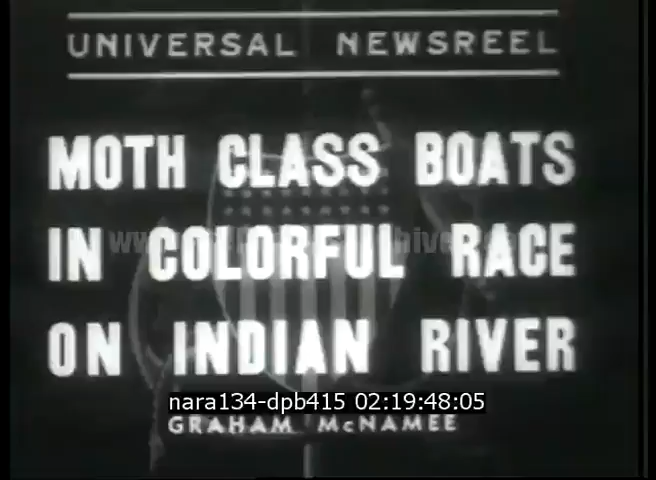 UNIVERSAL NEWSREEL
MOTH CLASS BOATS
IN COLORFUL RACE
ON INDIAN RIVER
nara134-dpb415 02:19:48:05
GRAHAM McNAMEE